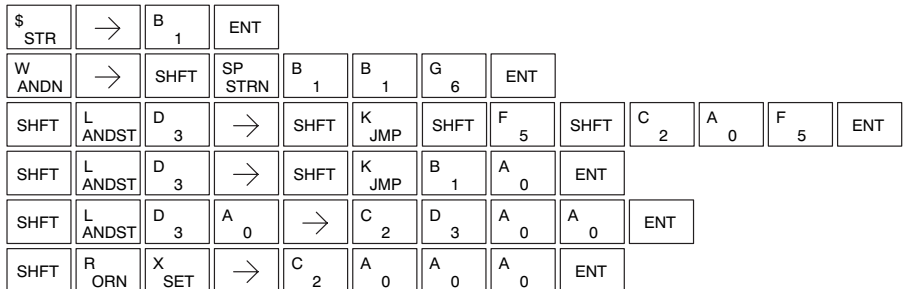 $ STR → B 1 ENT
W ANDN → SHFT SP STRN B 1 B 1 G 6 ENT
SHFT L ANDST D 3 → SHFT K JMP SHFT F 5 SHFT C 2 A 0 F 5 ENT
SHFT L ANDST D 3 → SHFT K JMP B 1 A 0 ENT
SHFT L ANDST D 3 A 0 → C 2 D 3 A 0 A 0 ENT
SHFT R ORN X SET → C 2 A 0 A 0 A 0 ENT